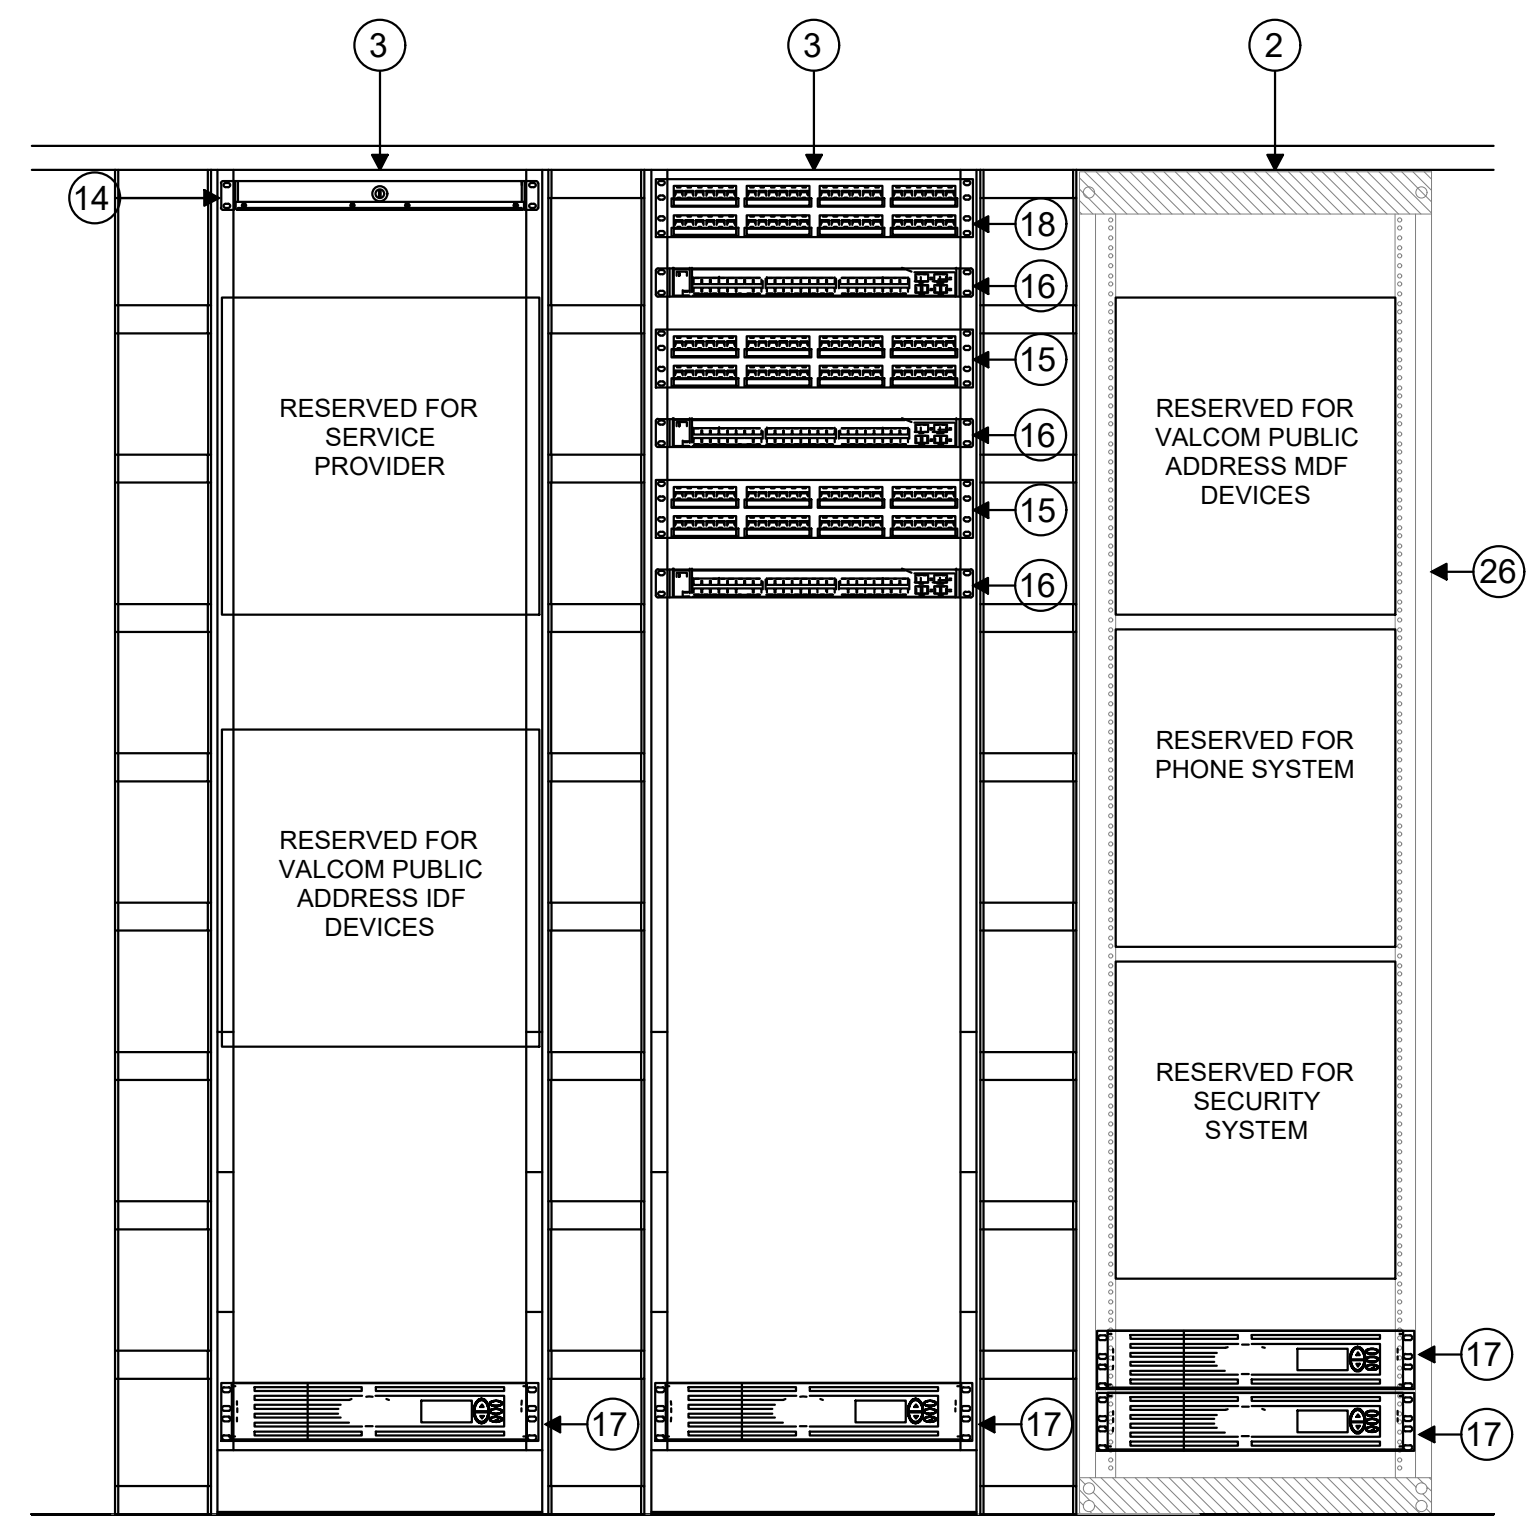 3
3
2
14
18
16
15
16
15
16
26
RESERVED FOR
SERVICE
PROVIDER
RESERVED FOR
VALCOM PUBLIC
ADDRESS IDF
DEVICES
RESERVED FOR
VALCOM PUBLIC
ADDRESS MDF
DEVICES
RESERVED FOR
PHONE SYSTEM
RESERVED FOR
SECURITY
SYSTEM
17
17
17
17